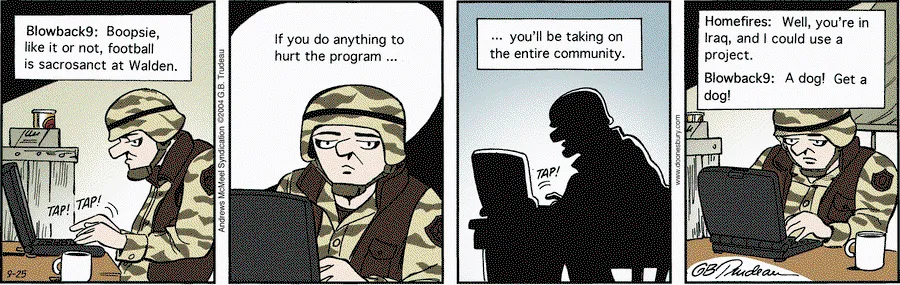 Blowback9: Boopsie,
like it or not, football
is sacrosanct at Walden.
TAP! TAP!
9-25
Andrews McMeel Syndication ©2004 G.B. Trudeau
If you do anything to
hurt the program ...
... you'll be taking on
the entire community.
TAP!
www.doonesbury.com
Homefires: Well, you're in
Iraq, and I could use a
project.
Blowback9: A dog! Get a
dog!
GB Trudeau